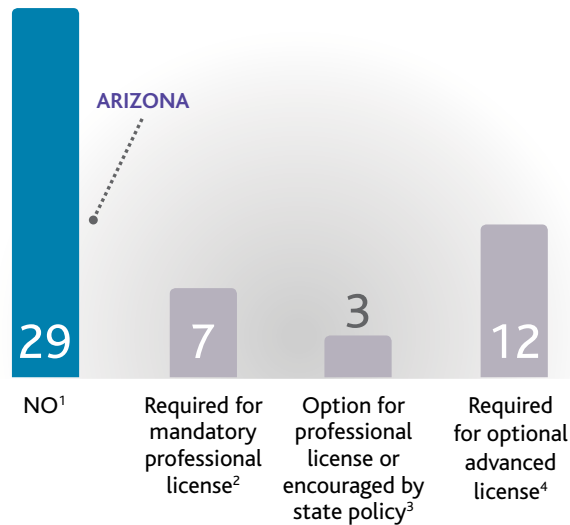 ARIZONA
29
7
3
12
NO¹
Required for
mandatory
professional
license²
Option for
professional
license or
encouraged by
state policy³
Required
for optional
advanced
license⁴